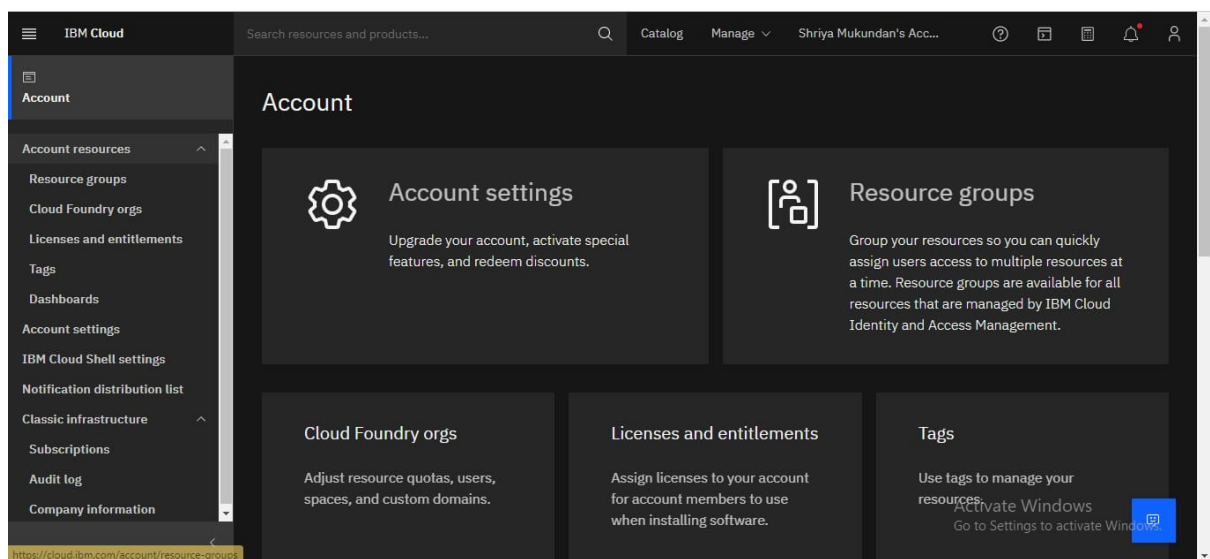 IBM Cloud
Search resources and products...
Catalog
Manage
Shriya Mukundan's Acc...
Account
Account resources
Resource groups
Cloud Foundry orgs
Licenses and entitlements
Tags
Dashboards
Account settings
IBM Cloud Shell settings
Notification distribution list
Classic infrastructure
Subscriptions
Audit log
Company information
https://cloud.ibm.com/account/resource-groups
Account
Account settings
Upgrade your account, activate special
features, and redeem discounts.
Resource groups
Group your resources so you can quickly
assign users access to multiple resources at
a time. Resource groups are available for all
resources that are managed by IBM Cloud
Identity and Access Management.
Cloud Foundry orgs
Adjust resource quotas, users,
spaces, and custom domains.
Licenses and entitlements
Assign licenses to your account
for account members to use
when installing software.
Tags
Use tags to manage your
resources.
Activate Windows
Go to Settings to activate Windows.